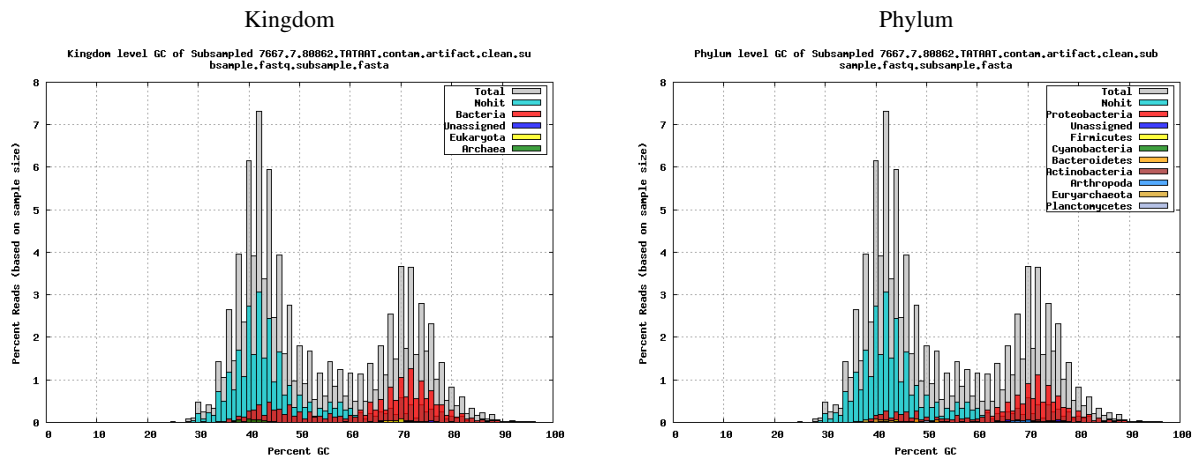 Kingdom
Kingdom level GC of Subsampled 7667.7.80862.TATAAT.contam.artifact.clean.su
bsample.fastq.subsample.fasta
8
7
6
5
4
3
2
1
0
Percent Reads (based on sample size)
Total
Nohit
Bacteria
Unassigned
Eukaryota
Archaea
0 10 20 30 40 50 60 70 80 90 100
Percent GC
Phylum
Phylum level GC of Subsampled 7667.7.80862.TATAAT.contam.artifact.clean.sub
sample.fastq.subsample.fasta
8
7
6
5
4
3
2
1
0
Percent Reads (based on sample size)
Total
Nohit
Proteobacteria
Unassigned
Firmicutes
Cyanobacteria
Bacteroidetes
Actinobacteria
Arthropoda
Euryarchaeota
Planctomycetes
0 10 20 30 40 50 60 70 80 90 100
Percent GC